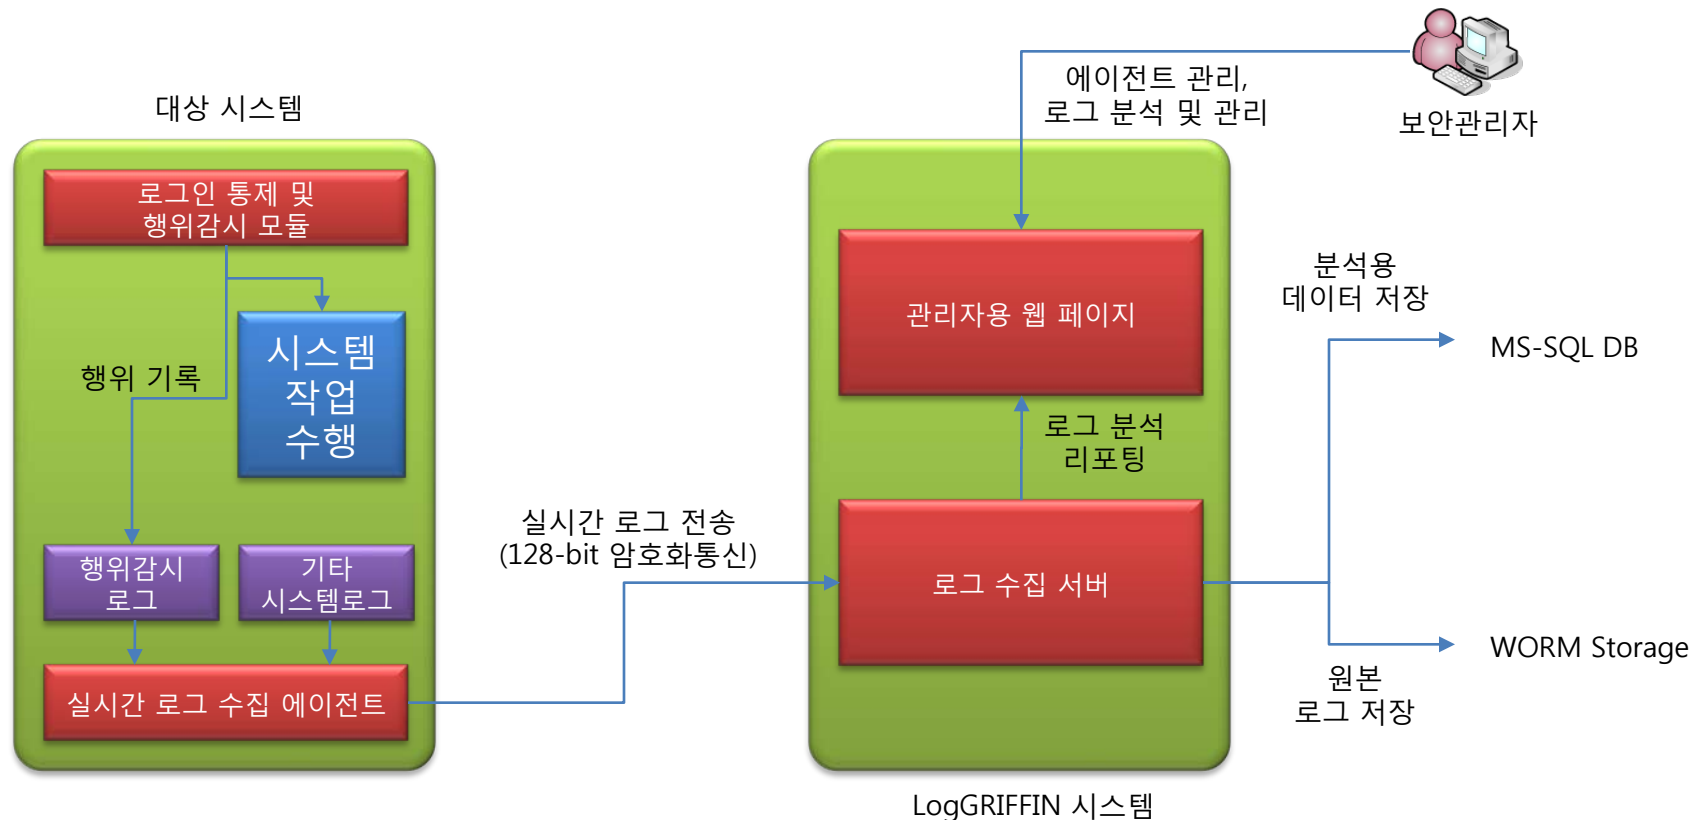 대상 시스템
로그인 통제 및
행위감시 모듈
시스템
작업
수행
행위 기록
행위감시
로그
기타
시스템로그
실시간 로그 수집 에이전트
실시간 로그 전송
(128-bit 암호화통신)
에이전트 관리,
로그 분석 및 관리
보안관리자
관리자용 웹 페이지
로그 분석
리포팅
로그 수집 서버
LogGRIFFIN 시스템
분석용
데이터 저장
MS-SQL DB
WORM Storage
원본
로그 저장